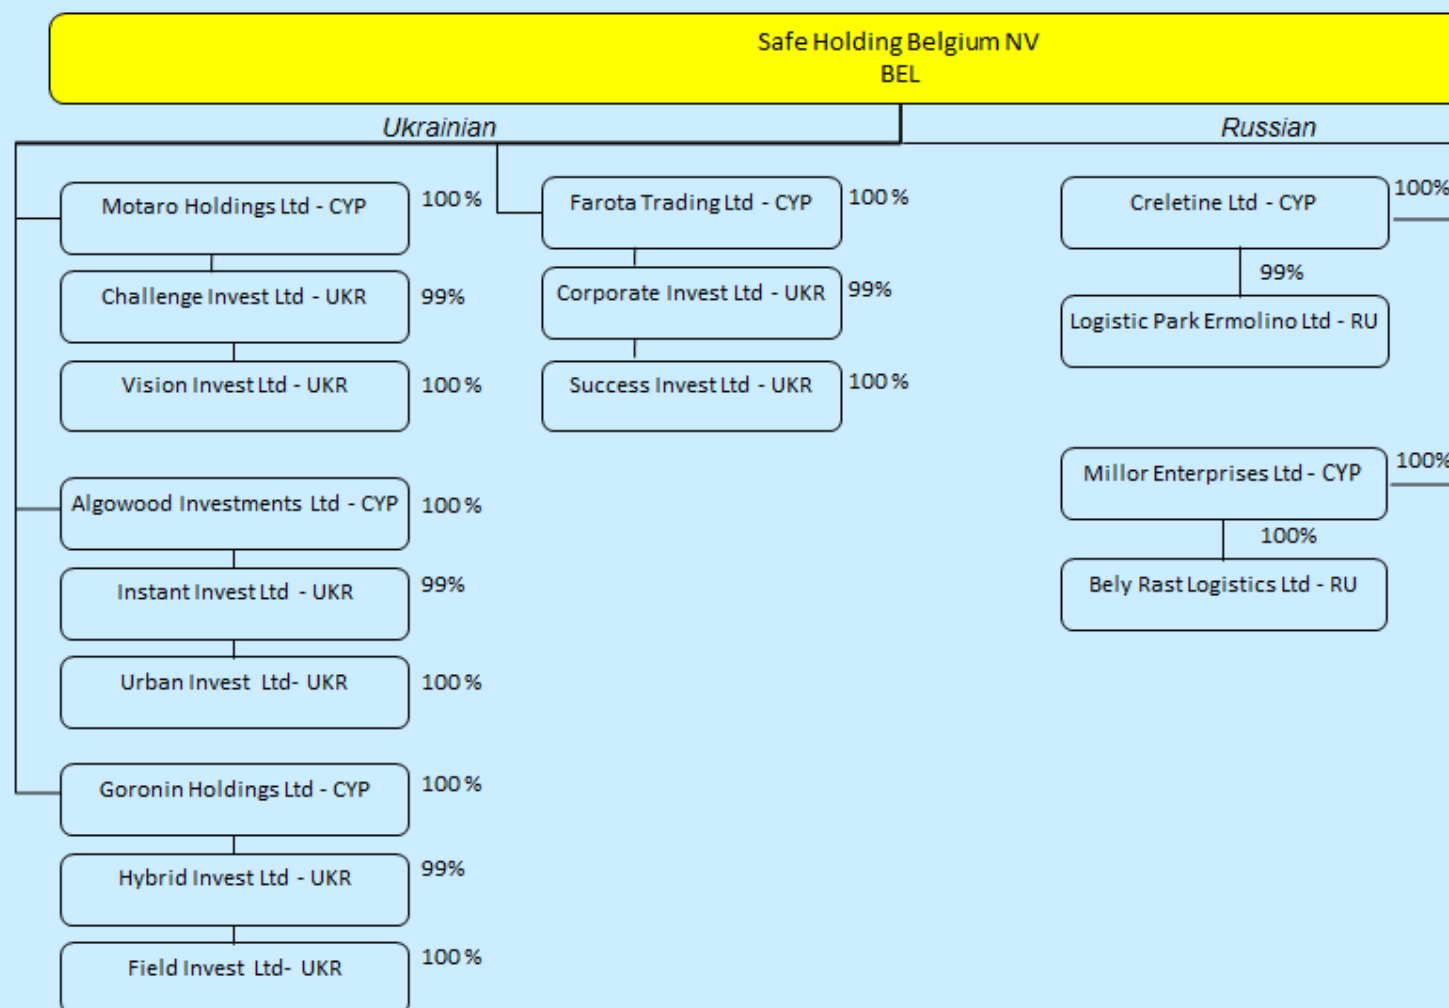 Safe Holding Belgium NV
BEL
Ukrainian
Russian
Motaro Holdings Ltd - CYP
100 %
Challenge Invest Ltd - UKR
99%
Vision Invest Ltd - UKR
100 %
Algowood Investments Ltd - CYP
100 %
Instant Invest Ltd - UKR
99%
Urban Invest Ltd- UKR
100 %
Goronin Holdings Ltd - CYP
100 %
Hybrid Invest Ltd - UKR
99%
Field Invest Ltd- UKR
100 %
Farota Trading Ltd - CYP
100 %
Corporate Invest Ltd - UKR
99%
Success Invest Ltd - UKR
100 %
Creletine Ltd - CYP
100%
99%
Logistic Park Ermolino Ltd - RU
Millor Enterprises Ltd - CYP
100%
100%
Bely Rast Logistics Ltd - RU